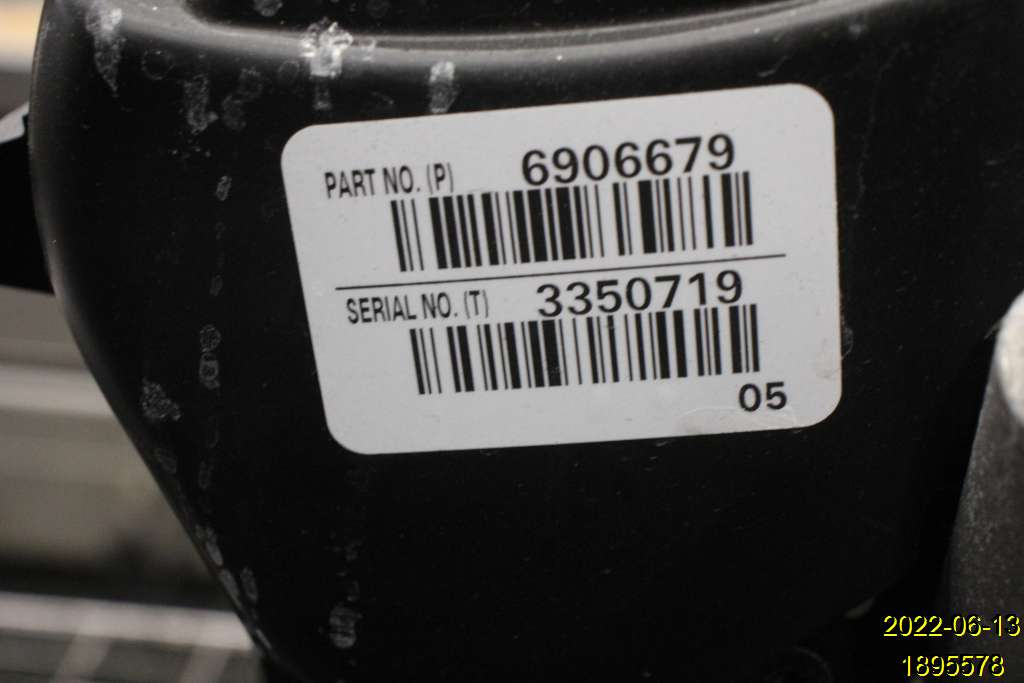 PART NO. (P) 6906679
SERIAL NO. (T) 3350719
05
2022-06-13
1895578